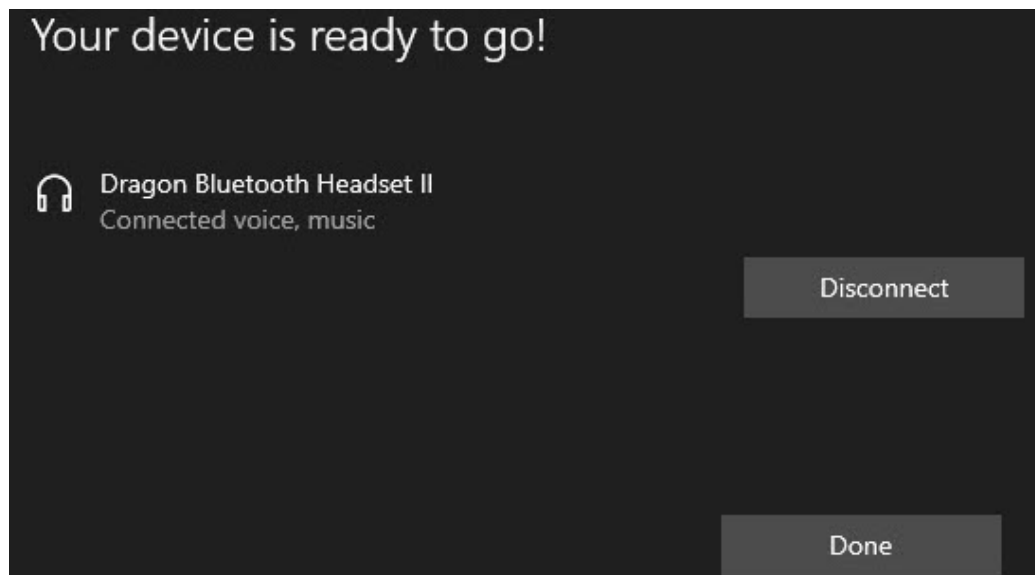 Your device is ready to go!
Dragon Bluetooth Headset II
Connected voice, music
Disconnect
Done